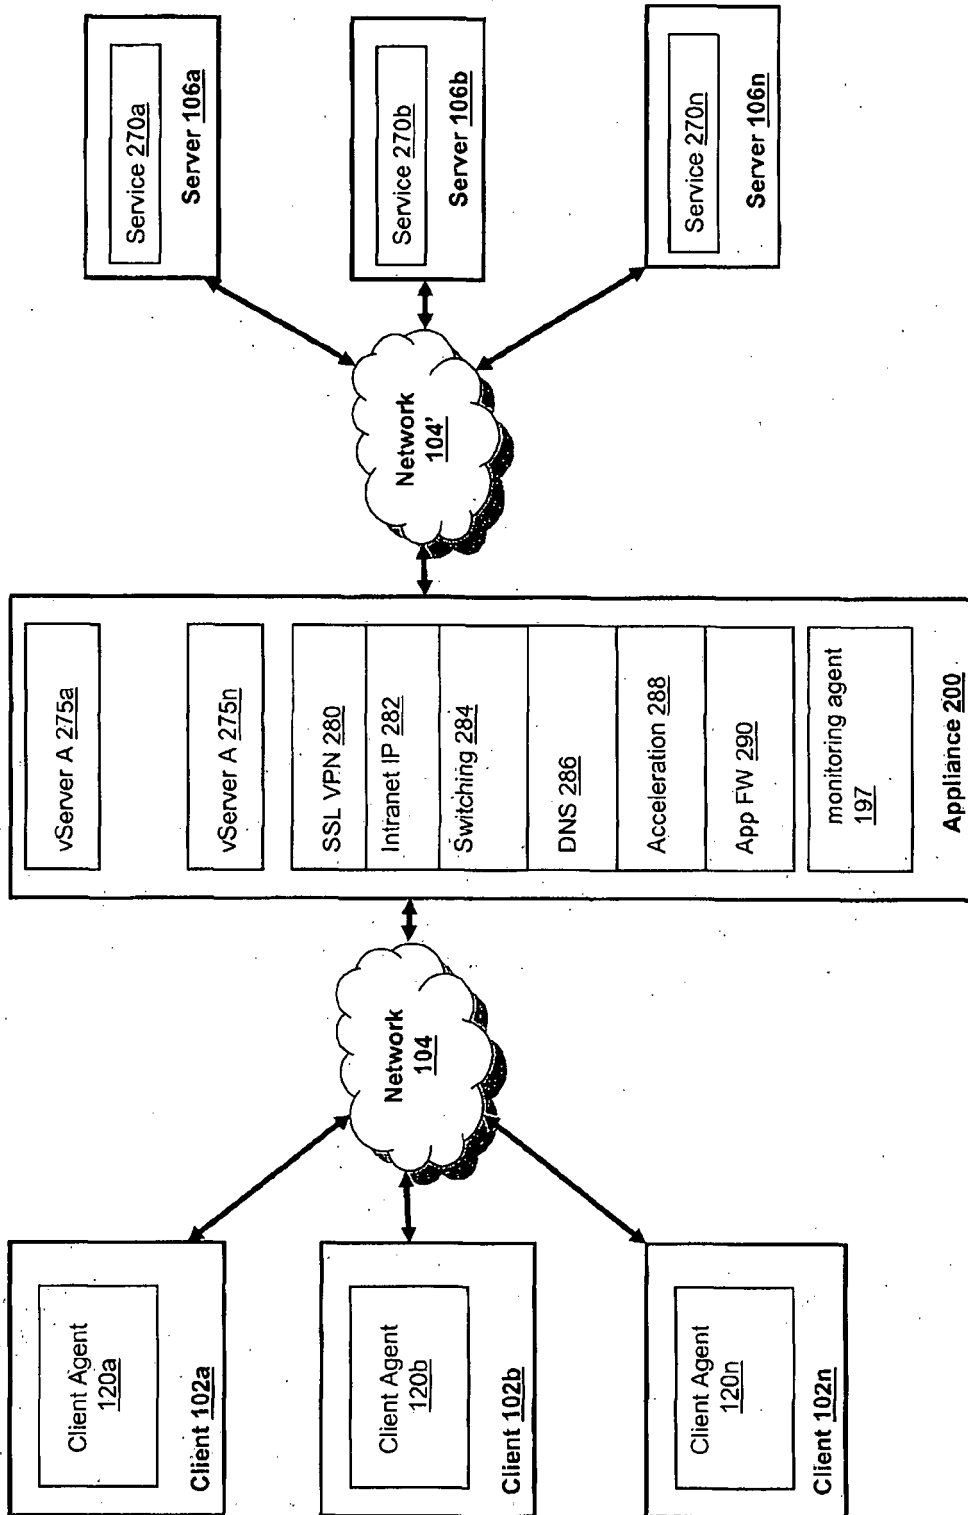 Client Agent
120a
Client 102a
Client Agent
120b
Client 102b
Client Agent
120n
Client 102n
Network
104
vServer A 275a
vServer A 275n
SSL VPN 280
Intranet IP 282
Switching 284
DNS 286
Acceleration 288
App FW 290
monitoring agent
197
Appliance 200
Network
104'
Service 270a
Server 106a
Service 270b
Server 106b
Service 270n
Server 106n